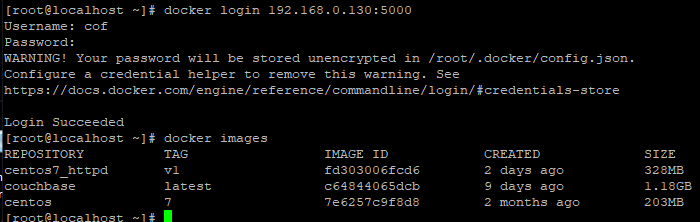 [root@localhost ~]# docker login 192.168.0.130:5000
Username: cof
Password:
WARNING! Your password will be stored unencrypted in /root/.docker/config.json.
Configure a credential helper to remove this warning. See
https://docs.docker.com/engine/reference/commandline/login/#credentials-store
Login Succeeded
[root@localhost ~]# docker images
REPOSITORY TAG IMAGE ID CREATED SIZE
centos7_httpd v1 fd303006fcd6 2 days ago 328MB
couchbase latest c64844065dcb 9 days ago 1.18GB
centos 7 7e6257c9f8d8 2 months ago 203MB
[root@localhost ~]#